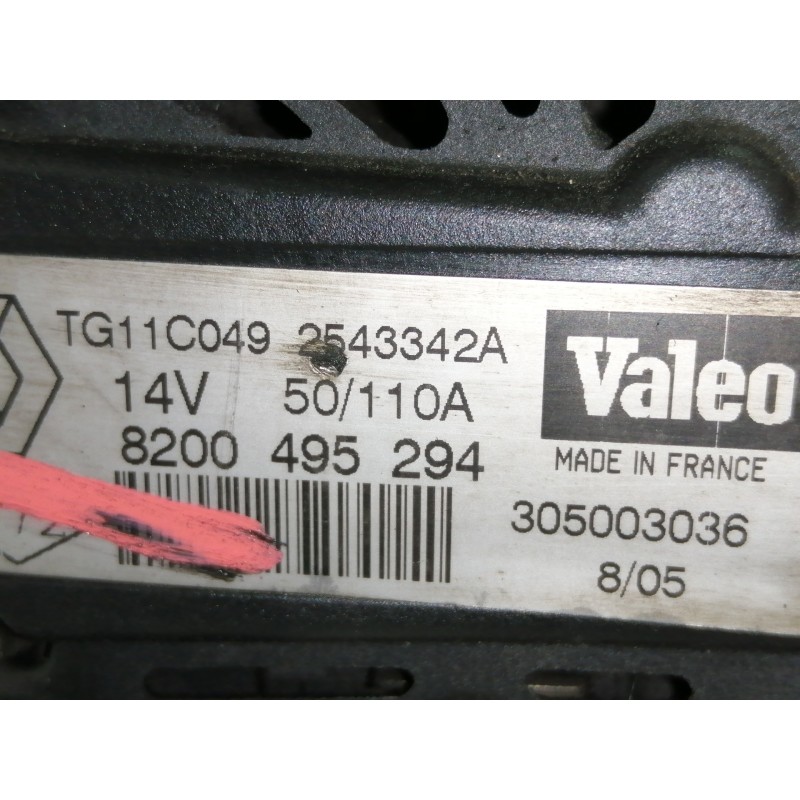 TG11C049 2543342A
14V 50/110A
8200 495 294
Valeo
MADE IN FRANCE
305003036
8/05